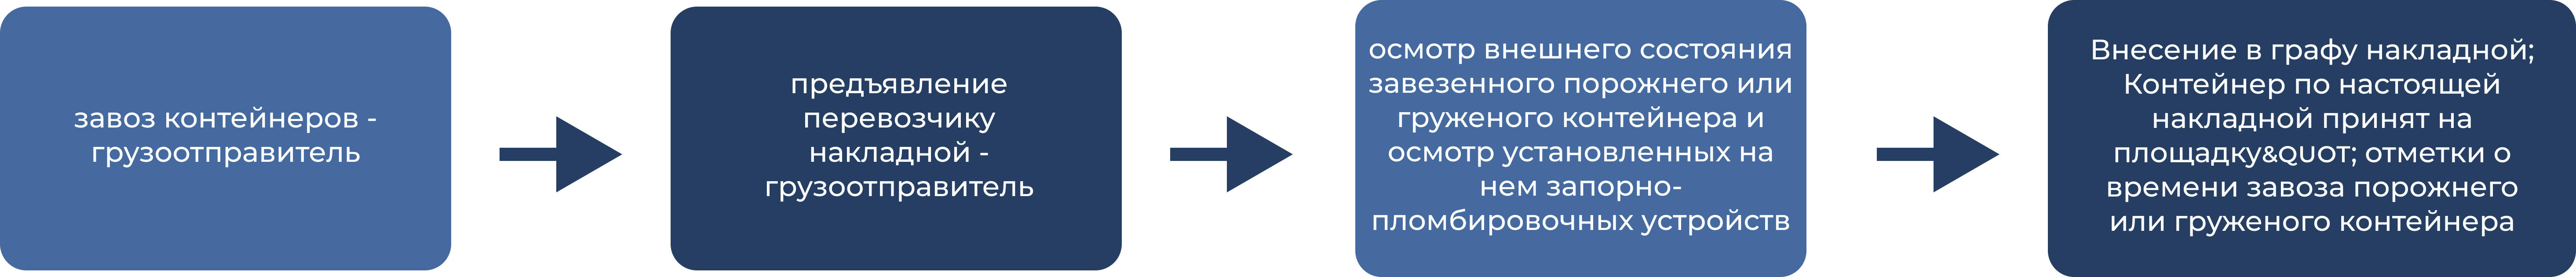 завоз контейнеров -
грузоотправитель
предъявление
перевозчику
накладной -
грузоотправитель
осмотр внешнего состояния
завезенного порожнего или
груженого контейнера и
осмотр установленных на
нем запорно-
пломбировочных устройств
Внесение в графу накладной;
Контейнер по настоящей
накладной принят на
площадку&QUOT; отметки о
времени завоза порожнего
или груженого контейнера